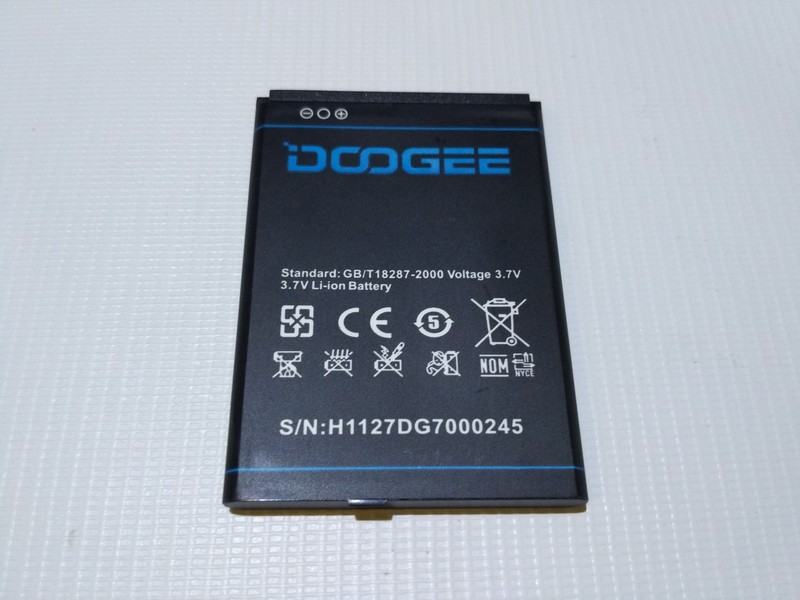 DOOGEE
Standard: GB/T18287-2000 Voltage 3.7V
3.7V Li-ion Battery
CE 5
NOM NYCE
S/N:H1127DG7000245